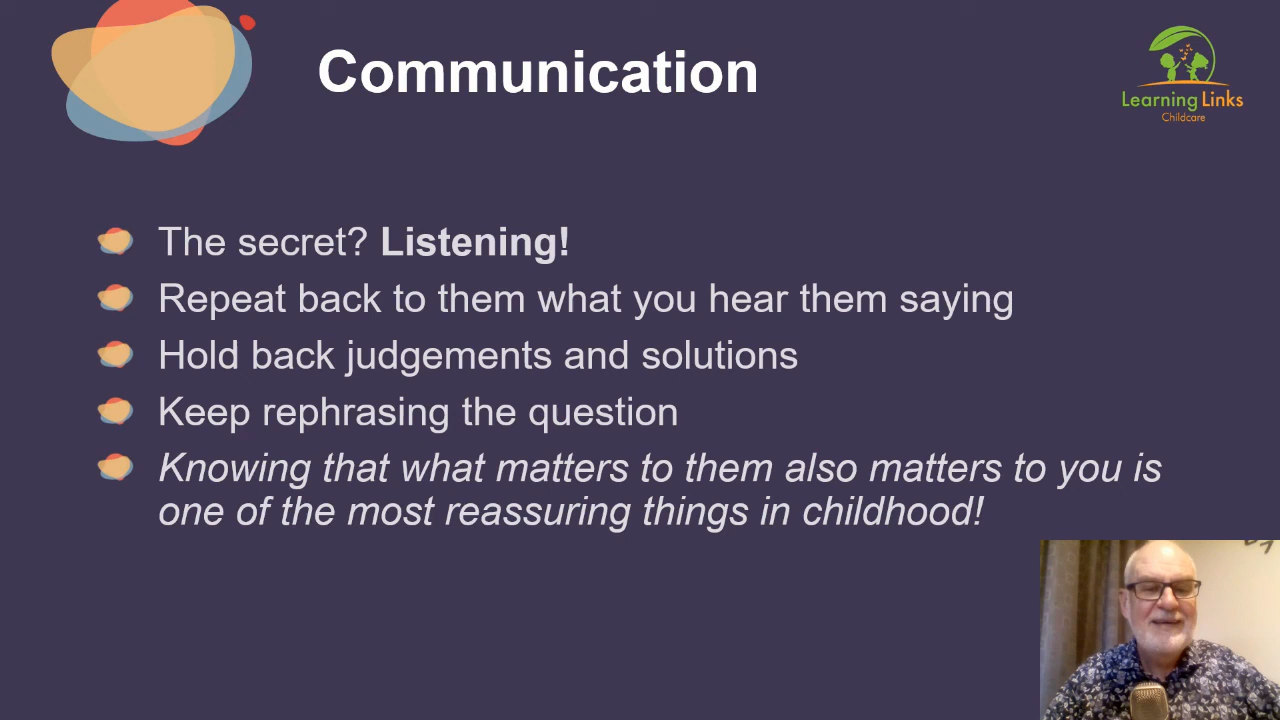 Communication
Learning Links
Childcare
The secret? Listening!
Repeat back to them what you hear them saying
Hold back judgements and solutions
Keep rephrasing the question
Knowing that what matters to them also matters to you is
one of the most reassuring things in childhood!